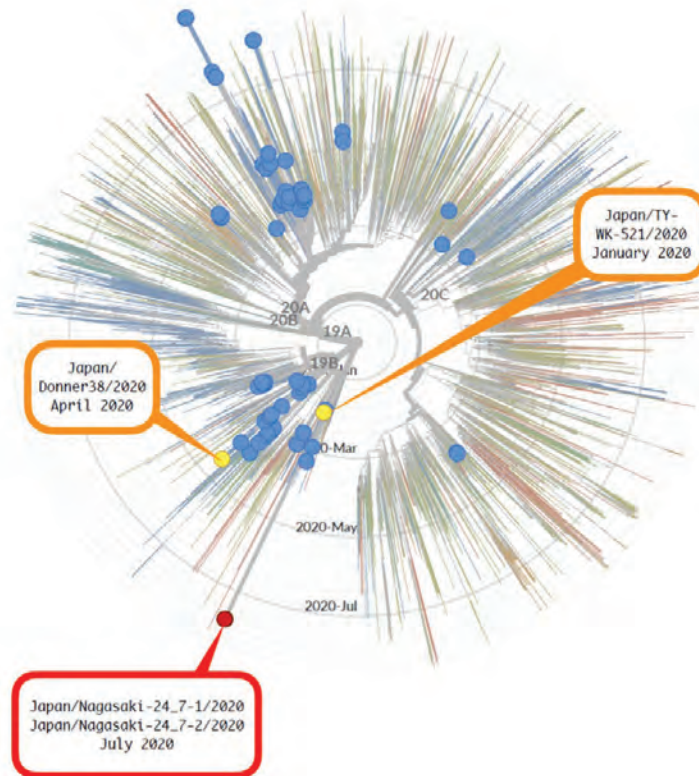 Japan/TY-
WK-521/2020
January 2020
20C
20A
20B
19A
19B
Japan/
Donner38/2020
April 2020
2020-May
2020-Jul
Japan/Nagasaki-24_7-1/2020
Japan/Nagasaki-24_7-2/2020
July 2020